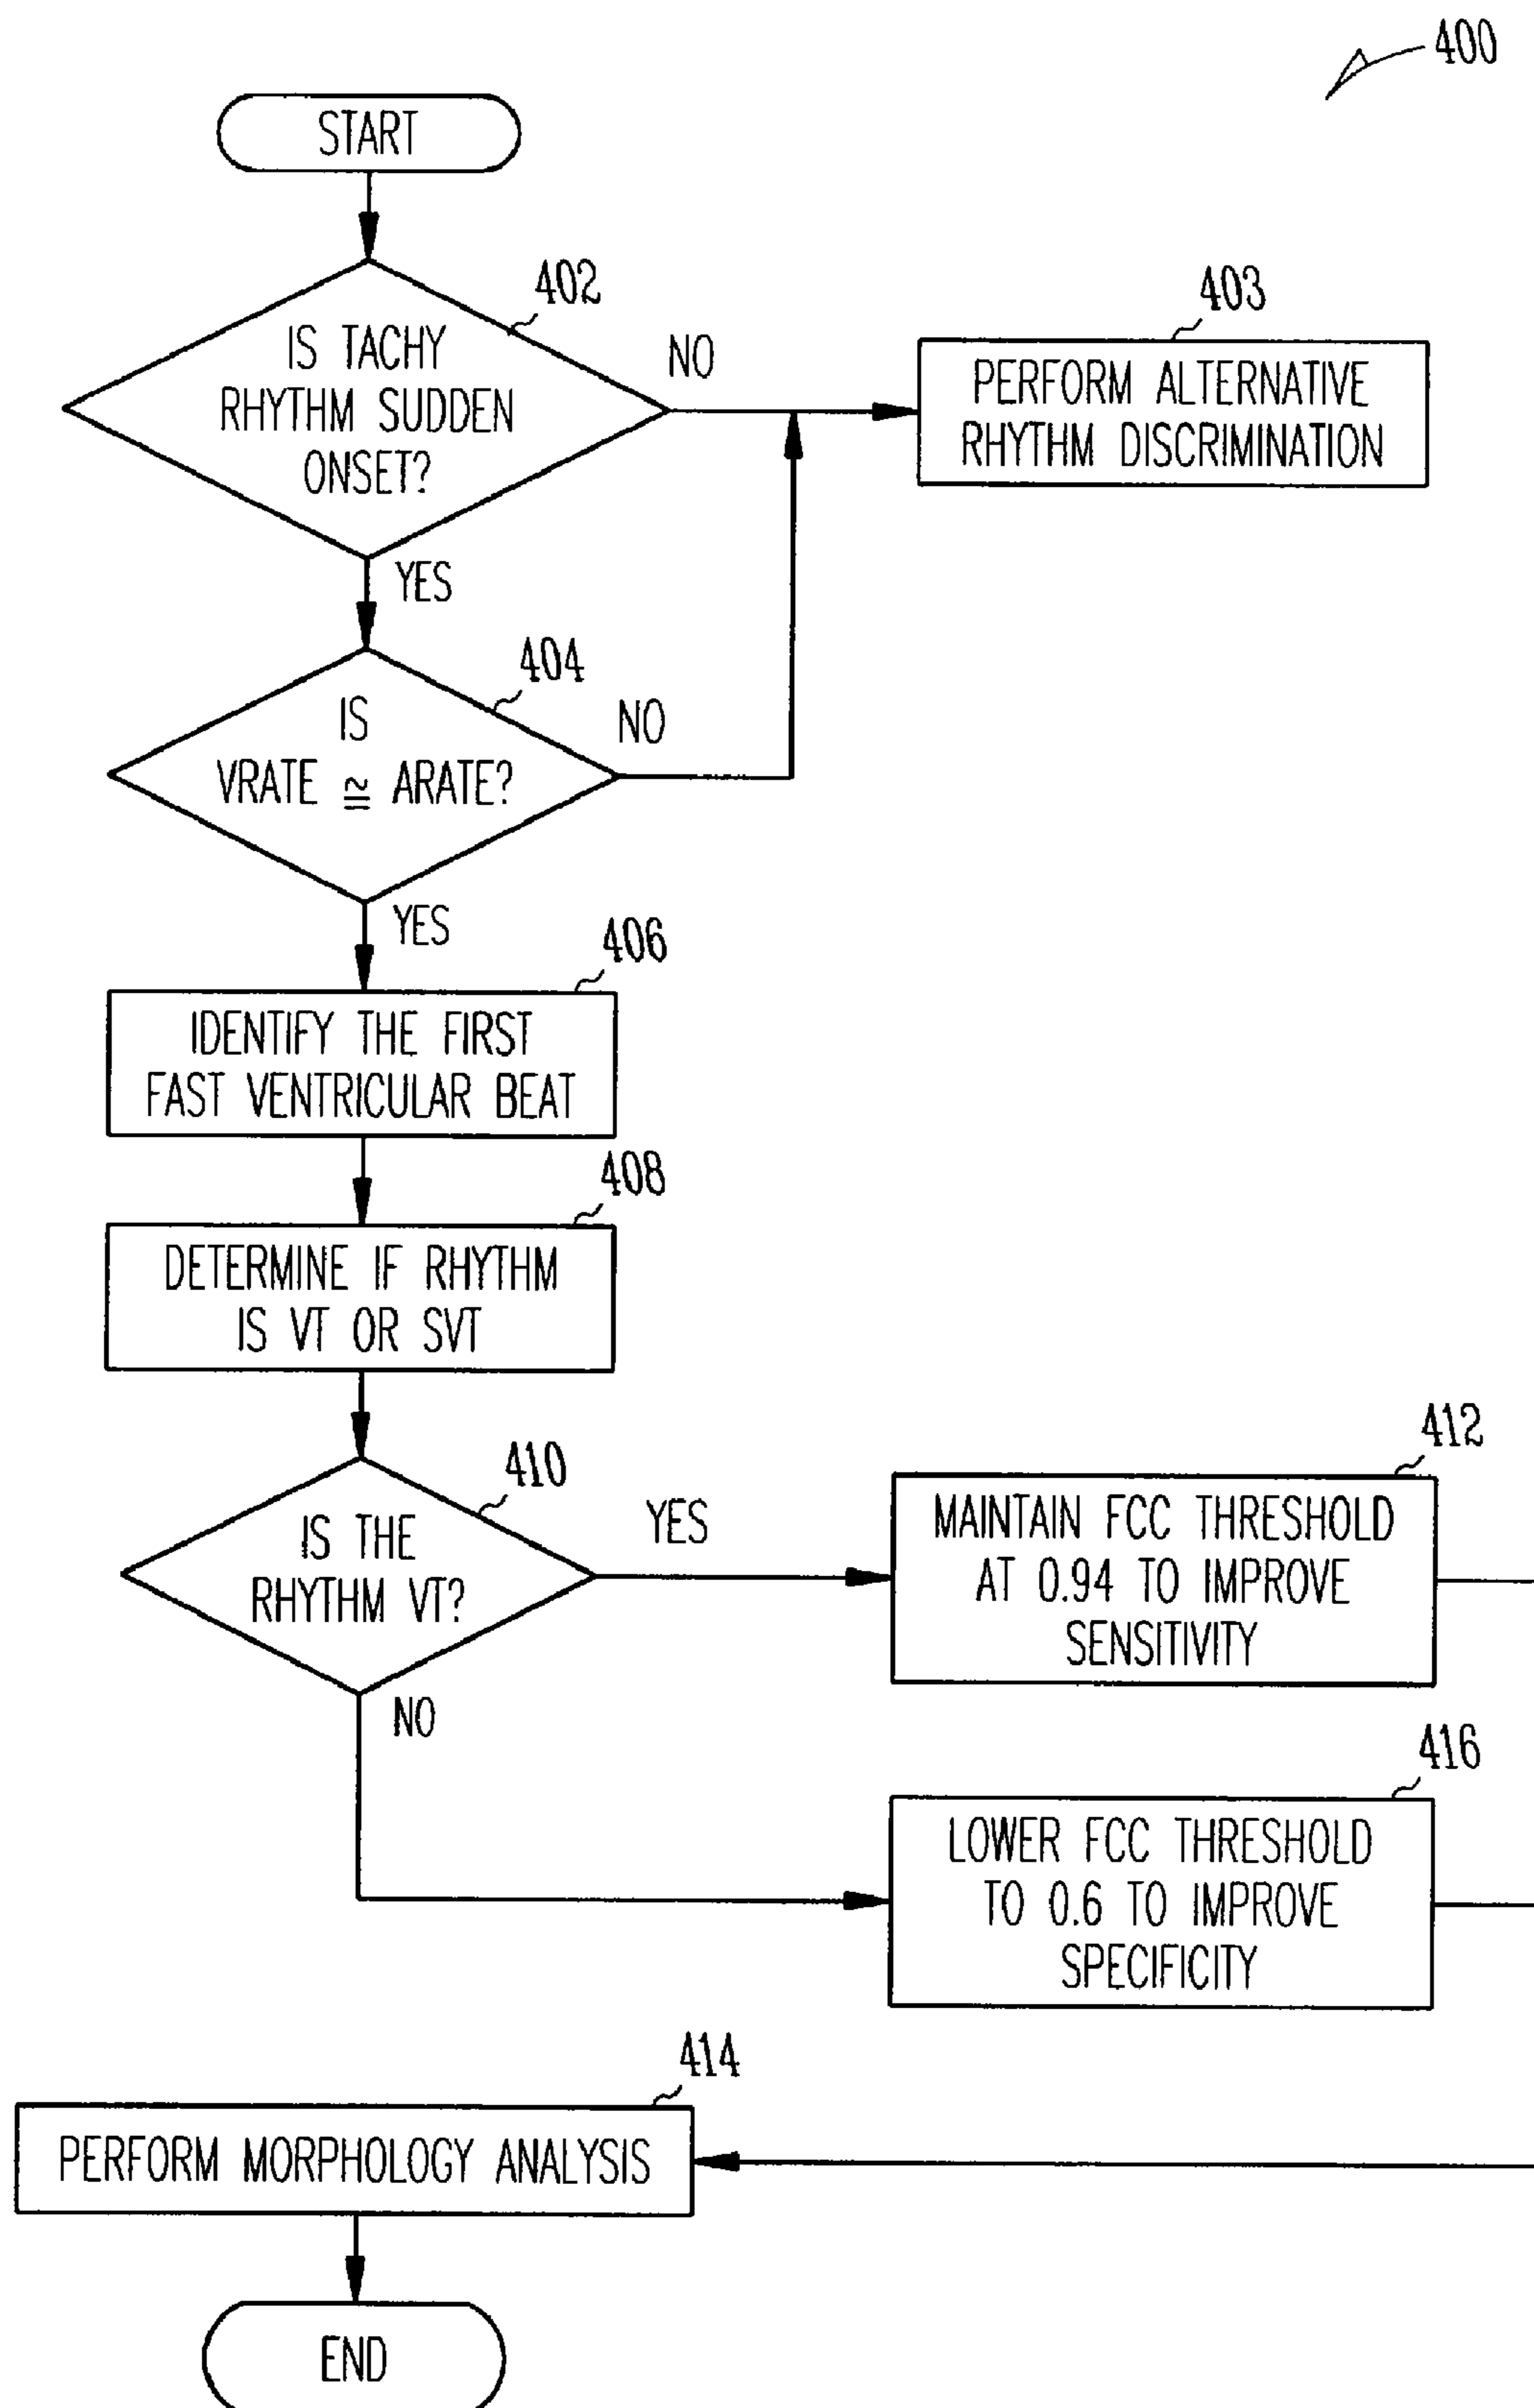 400
START
402
IS TACHY
RHYTHM SUDDEN
ONSET?
NO
YES
403
PERFORM ALTERNATIVE
RHYTHM DISCRIMINATION
404
IS
VRATE ≅ ARATE?
NO
YES
406
IDENTIFY THE FIRST
FAST VENTRICULAR BEAT
408
DETERMINE IF RHYTHM
IS VT OR SVT
410
IS THE
RHYTHM VT?
YES
NO
412
MAINTAIN FCC THRESHOLD
AT 0.94 TO IMPROVE
SENSITIVITY
416
LOWER FCC THRESHOLD
TO 0.6 TO IMPROVE
SPECIFICITY
414
PERFORM MORPHOLOGY ANALYSIS
END